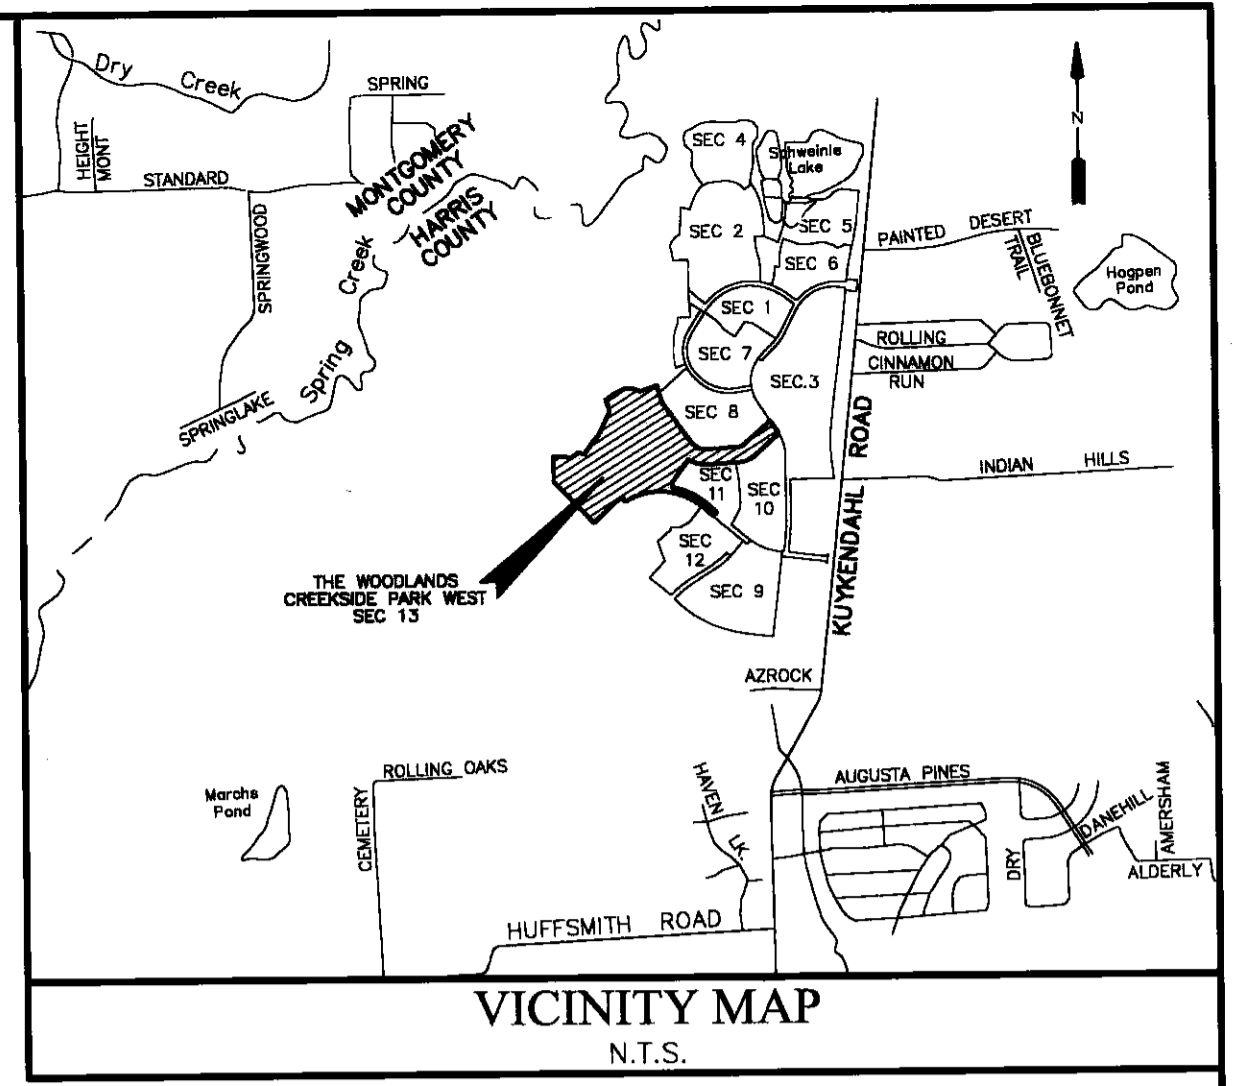 Dry Creek
SPRING
HEIGHT
MONT
STANDARD
MONTGOMERY
COUNTY
HARRIS
COUNTY
SPRINGWOOD
Spring Creek
SPRINGLAKE
SEC 4
Schweinle
Lake
N
SEC 2
SEC 5
SEC 6
PAINTED DESERT
BLUEBONNET
TRAIL
Hogpen
Pond
SEC 1
SEC 7
SEC.3
ROLLING
CINNAMON
RUN
SEC 8
KUYKENDAHL ROAD
INDIAN HILLS
SEC
11
SEC
10
SEC
12
SEC 9
THE WOODLANDS
CREEKSIDE PARK WEST
SEC 13
AZROCK
ROLLING OAKS
CEMETERY
Marchs
Pond
HAVEN
LK.
AUGUSTA PINES
DANEHILL
AMERSHAM
ALDERLY
DRY
HUFFSMITH ROAD
VICINITY MAP
N.T.S.